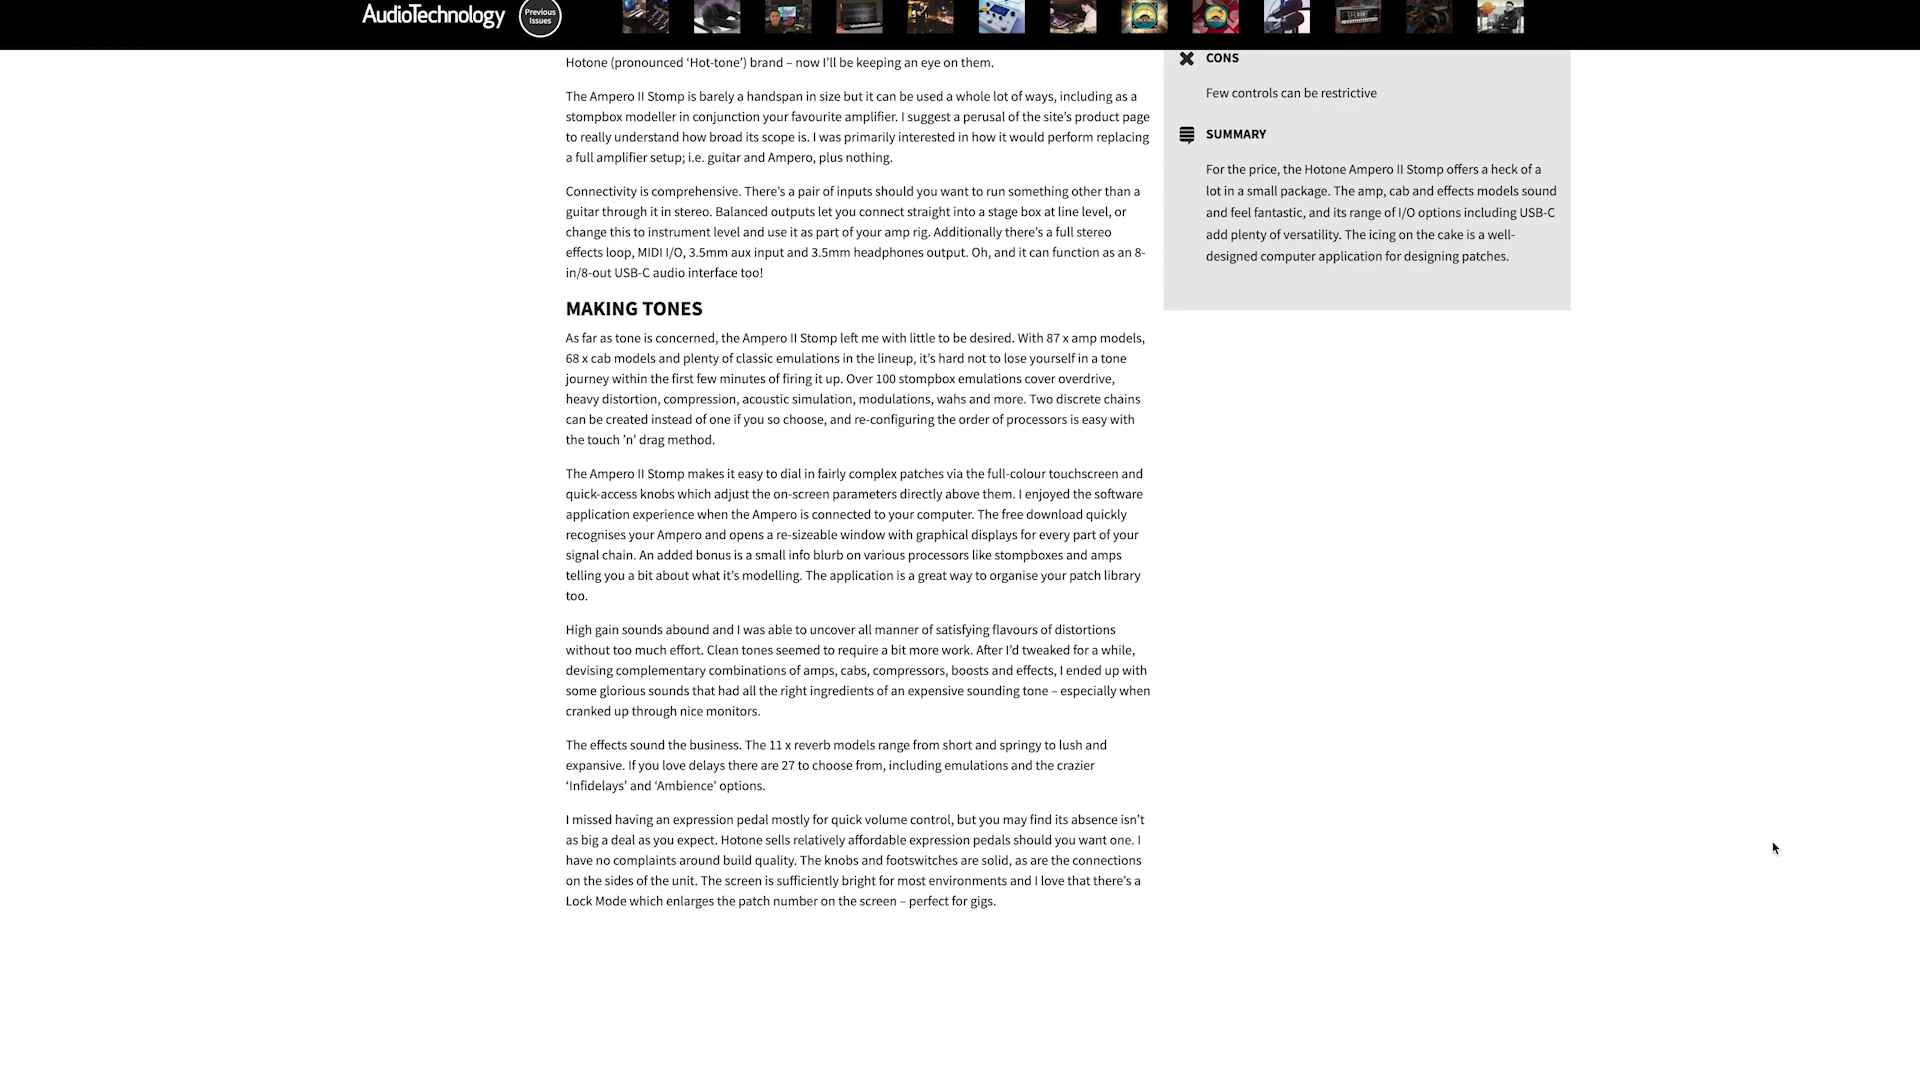 AudioTechnology
Previous
Issues
Hotone (pronounced ‘Hot-tone’) brand – now I’ll be keeping an eye on them.
The Ampero II Stomp is barely a handspan in size but it can be used a whole lot of ways, including as a
stompbox modeller in conjunction your favourite amplifier. I suggest a perusal of the site’s product page
to really understand how broad its scope is. I was primarily interested in how it would perform replacing
a full amplifier setup; i.e. guitar and Ampero, plus nothing.
Connectivity is comprehensive. There’s a pair of inputs should you want to run something other than a
guitar through it in stereo. Balanced outputs let you connect straight into a stage box at line level, or
change this to instrument level and use it as part of your amp rig. Additionally there’s a full stereo
effects loop, MIDI I/O, 3.5mm aux input and 3.5mm headphones output. Oh, and it can function as an 8-
in/8-out USB-C audio interface too!
MAKING TONES
As far as tone is concerned, the Ampero II Stomp left me with little to be desired. With 87 x amp models,
68 x cab models and plenty of classic emulations in the lineup, it’s hard not to lose yourself in a tone
journey within the first few minutes of firing it up. Over 100 stompbox emulations cover overdrive,
heavy distortion, compression, acoustic simulation, modulations, wahs and more. Two discrete chains
can be created instead of one if you so choose, and re-configuring the order of processors is easy with
the touch ’n’ drag method.
The Ampero II Stomp makes it easy to dial in fairly complex patches via the full-colour touchscreen and
quick-access knobs which adjust the on-screen parameters directly above them. I enjoyed the software
application experience when the Ampero is connected to your computer. The free download quickly
recognises your Ampero and opens a re-sizeable window with graphical displays for every part of your
signal chain. An added bonus is a small info blurb on various processors like stompboxes and amps
telling you a bit about what it’s modelling. The application is a great way to organise your patch library
too.
High gain sounds abound and I was able to uncover all manner of satisfying flavours of distortions
without too much effort. Clean tones seemed to require a bit more work. After I’d tweaked for a while,
devising complementary combinations of amps, cabs, compressors, boosts and effects, I ended up with
some glorious sounds that had all the right ingredients of an expensive sounding tone – especially when
cranked up through nice monitors.
The effects sound the business. The 11 x reverb models range from short and springy to lush and
expansive. If you love delays there are 27 to choose from, including emulations and the crazier
‘Infidelays’ and ‘Ambience’ options.
I missed having an expression pedal mostly for quick volume control, but you may find its absence isn’t
as big a deal as you expect. Hotone sells relatively affordable expression pedals should you want one. I
have no complaints around build quality. The knobs and footswitches are solid, as are the connections
on the sides of the unit. The screen is sufficiently bright for most environments and I love that there’s a
Lock Mode which enlarges the patch number on the screen – perfect for gigs.
CONS
Few controls can be restrictive
SUMMARY
For the price, the Hotone Ampero II Stomp offers a heck of a
lot in a small package. The amp, cab and effects models sound
and feel fantastic, and its range of I/O options including USB-C
add plenty of versatility. The icing on the cake is a well-
designed computer application for designing patches.